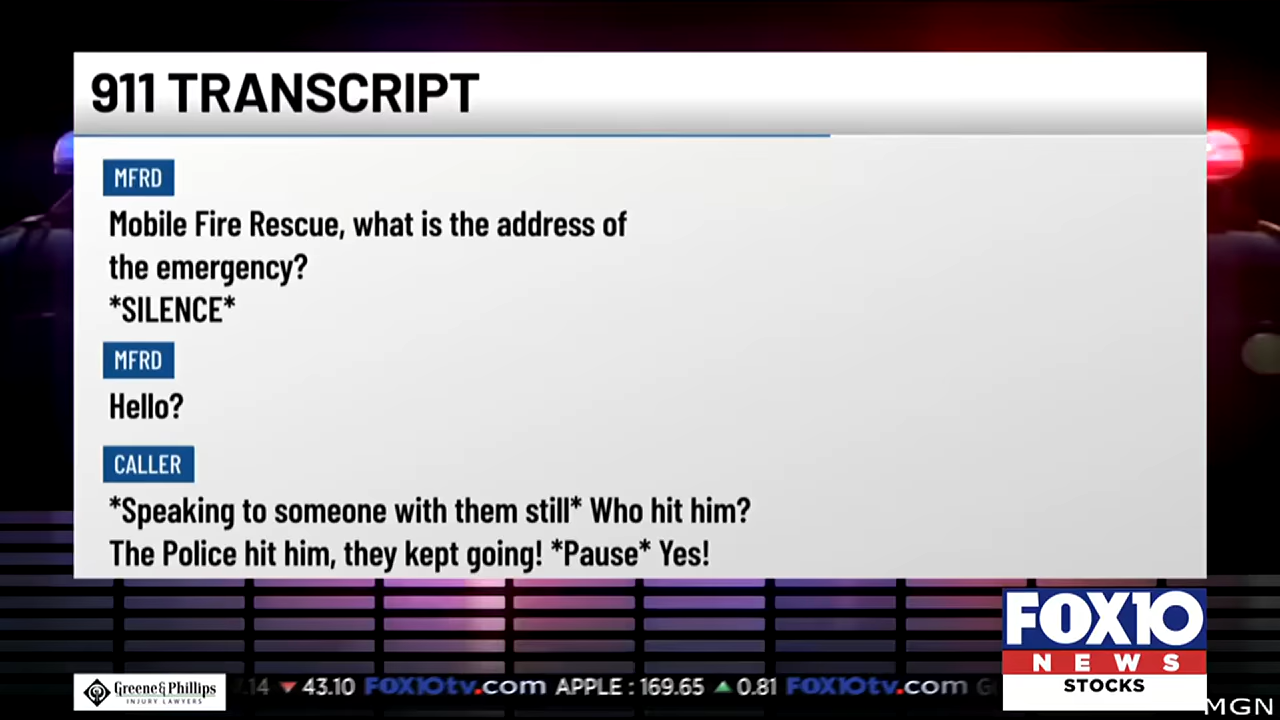 911 TRANSCRIPT
MFRD
Mobile Fire Rescue, what is the address of
the emergency?
*SILENCE*
MFRD
Hello?
CALLER
*Speaking to someone with them still* Who hit him?
The Police hit him, they kept going! *Pause* Yes!
FOX10
NEWS
STOCKS
Greene & Phillips
INJURY LAWYERS
.14 ▼ 43.10 FOX10tv.com APPLE : 169.65 ▲ 0.81 FOX10tv.com
MGN